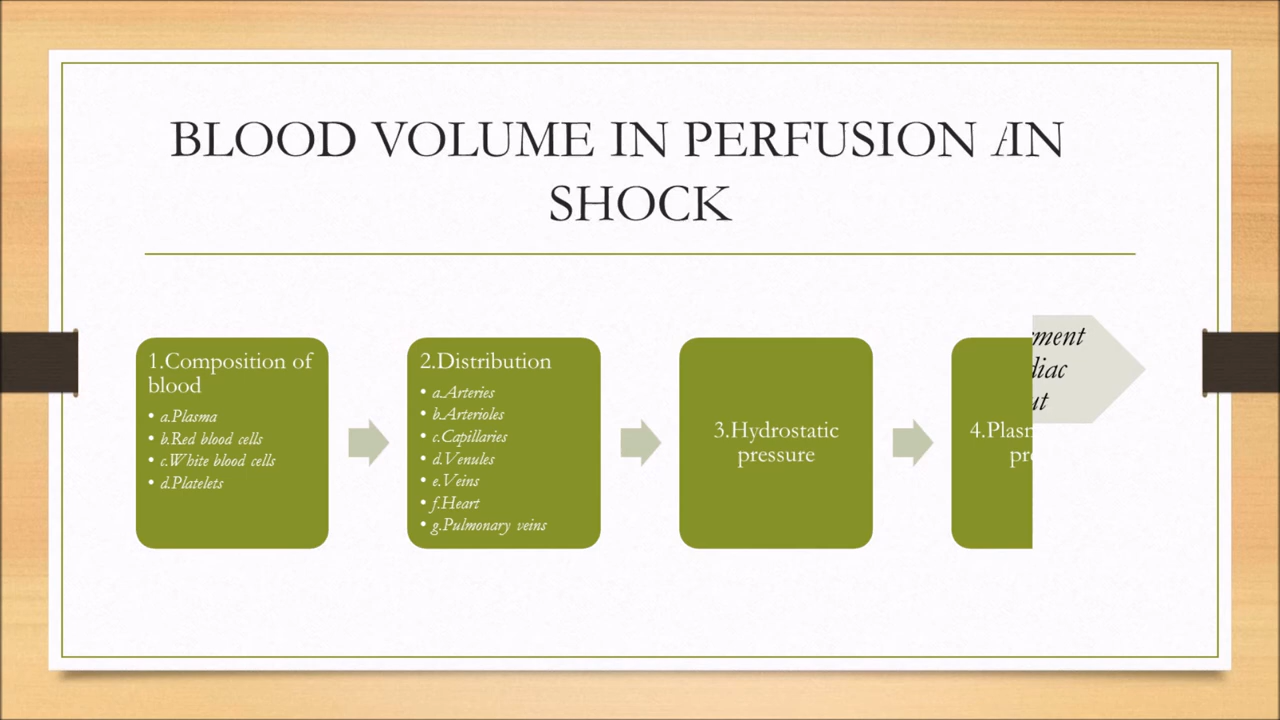 BLOOD VOLUME IN PERFUSION IN
SHOCK
1.Composition of
blood
• a.Plasma
• b.Red blood cells
• c.White blood cells
• d.Platelets
2.Distribution
• a.Arteries
• b.Arterioles
• c.Capillaries
• d.Venules
• e.Veins
• f.Heart
• g.Pulmonary veins
3.Hydrostatic
pressure